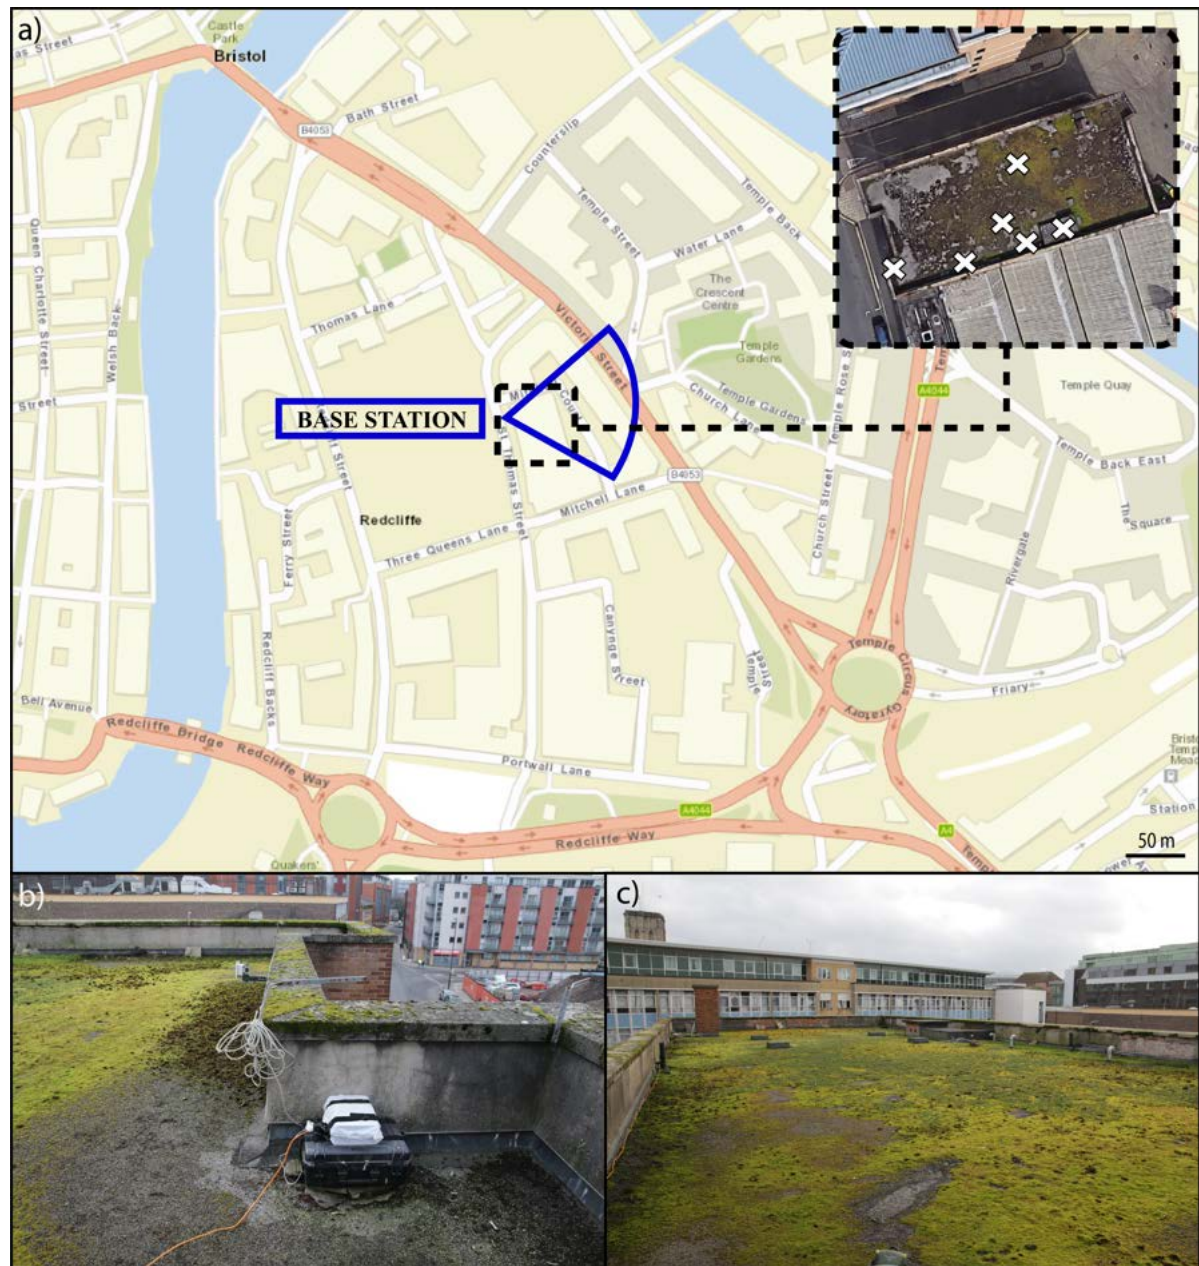 a)
Castle
Park
Bristol
Bath Street
B4053
Counterslip
Temple Back
Temple Street
Water Lane
The
Crescent
Centre
Queen Charlotte Street
Welsh Back
Thomas Lane
Victoria Street
Temple
Gardens
Temple Gardens
Church Lane
A4044
Temple Quay
BASE STATION
St Thomas Street
B4053
Mitchell Lane
Temple Back East
The
Square
Redcliffe
Three Queens Lane
Ferry Street
Church Street
Rivergate
Canynge Street
Temple
Street
Temple Circus
Gyratory
Friary
Redcliff Backs
Bell Avenue
Redcliffe Bridge
Redcliffe Way
Portwall Lane
A4044
Redcliffe Way
A4
Station
50 m
Quakers'
b)
c)